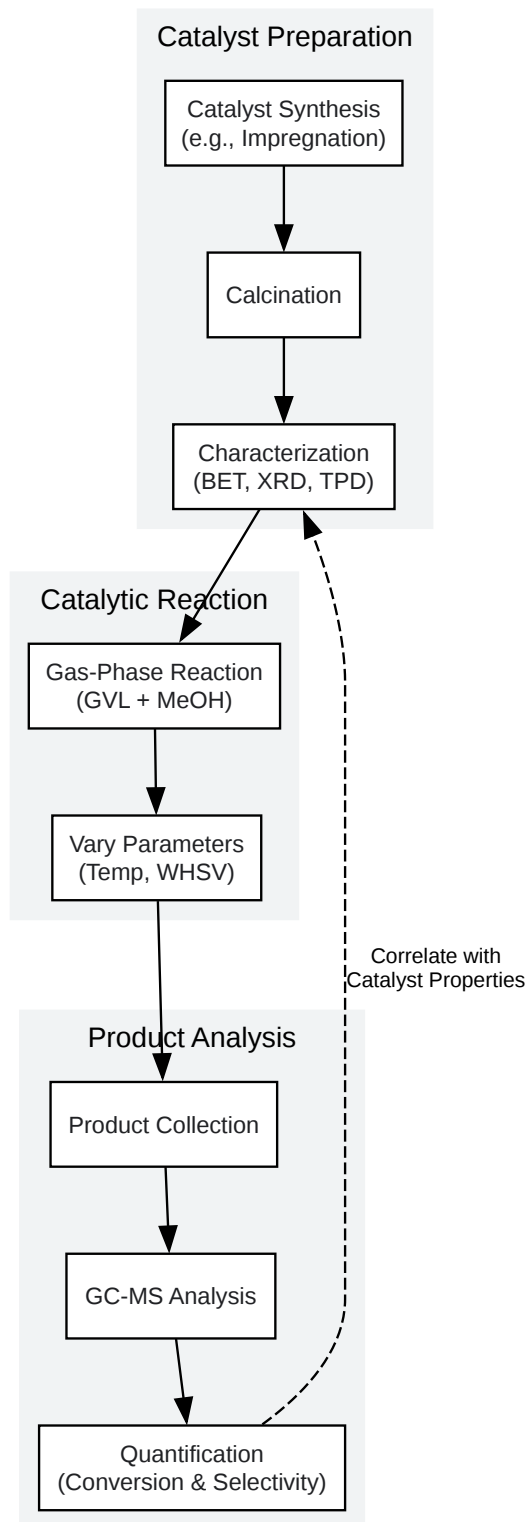 Catalyst Preparation
Catalyst Synthesis
(e.g., Impregnation)
Calcination
Characterization
(BET, XRD, TPD)
Catalytic Reaction
Gas-Phase Reaction
(GVL + MeOH)
Vary Parameters
(Temp, WHSV)
Correlate with
Catalyst Properties
Product Analysis
Product Collection
GC-MS Analysis
Quantification
(Conversion & Selectivity)